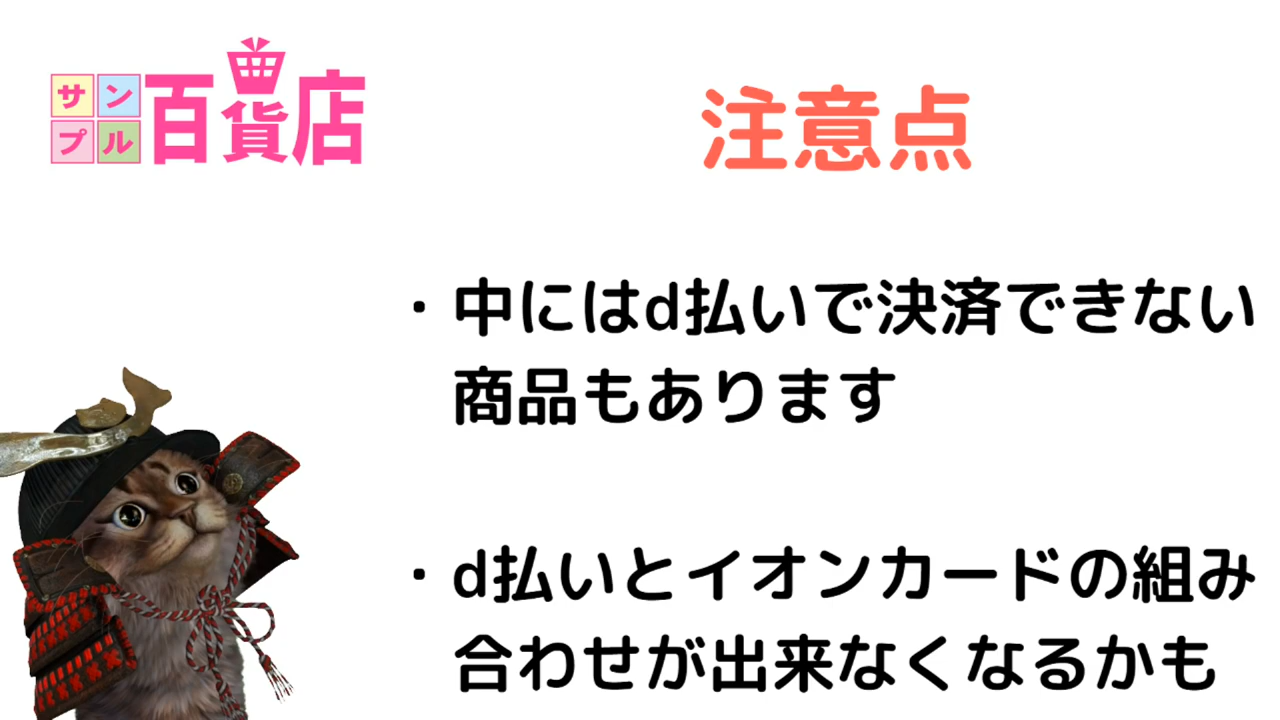 サンプル百貨店
注意点
・中にはd払いで決済できない
商品もあります
・d払いとイオンカードの組み
合わせが出来なくなるかも